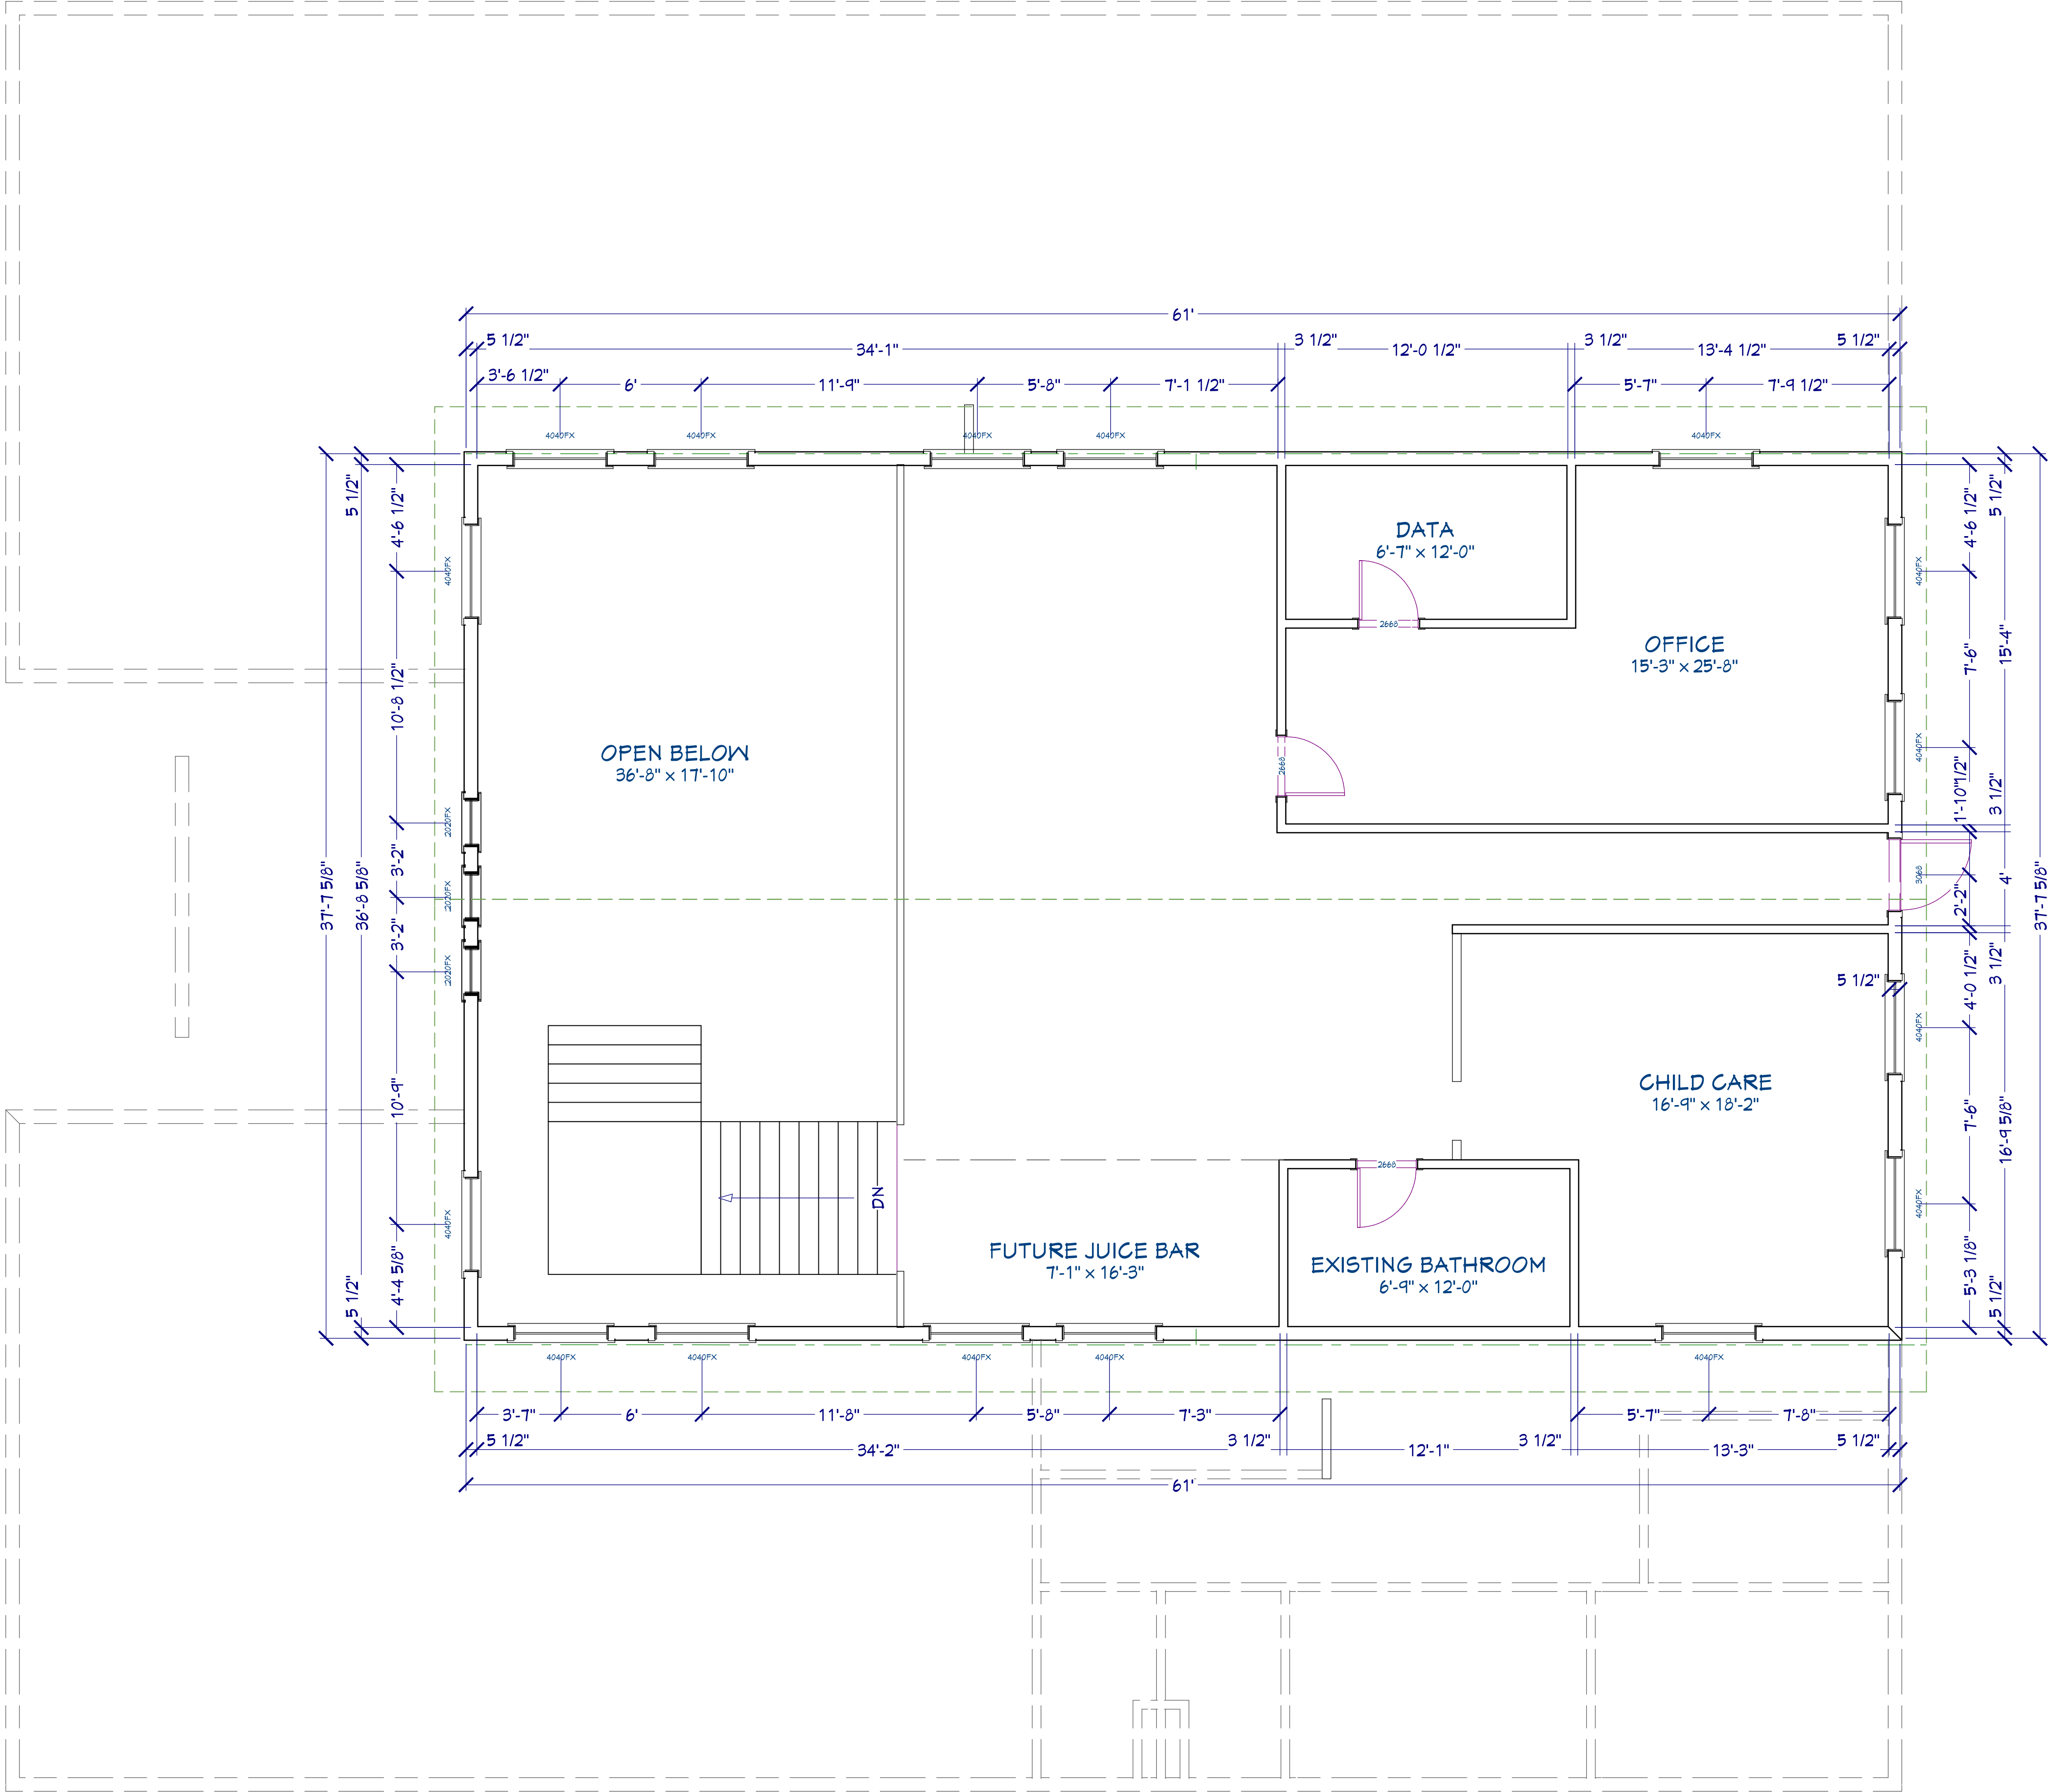 61'
5 1/2"
34'-1"
3 1/2"
12'-0 1/2"
3 1/2"
13'-4 1/2"
5 1/2"
3'-6 1/2"
6'
11'-9"
5'-8"
7'-1 1/2"
5'-7"
7'-9 1/2"
4040FX
4040FX
4040FX
4040FX
4040FX
37'-7 5/8"
5 1/2"
36'-8 5/8"
5 1/2"
4'-6 1/2"
10'-8 1/2"
3'-2"
3'-2"
10'-9"
4'-4 5/8"
4040FX
2020FX
2020FX
2020FX
4040FX
DATA
6'-7" x 12'-0"
2668
OFFICE
15'-3" x 25'-8"
2668
OPEN BELOW
36'-8" x 17'-10"
CHILD CARE
16'-9" x 18'-2"
5 1/2"
DN
2668
FUTURE JUICE BAR
7'-1" x 16'-3"
EXISTING BATHROOM
6'-9" x 12'-0"
4040FX
4040FX
3068
4040FX
4040FX
4'-6 1/2"
7'-6"
1'-10 1/2"
2'-2"
4'-0 1/2"
7'-6"
5'-3 1/8"
5 1/2"
15'-4"
3 1/2"
4'
3 1/2"
16'-9 5/8"
5 1/2"
37'-7 5/8"
4040FX
4040FX
4040FX
4040FX
4040FX
3'-7"
6'
11'-8"
5'-8"
7'-3"
5'-7"
7'-8"
5 1/2"
34'-2"
3 1/2"
12'-1"
3 1/2"
13'-3"
5 1/2"
61'